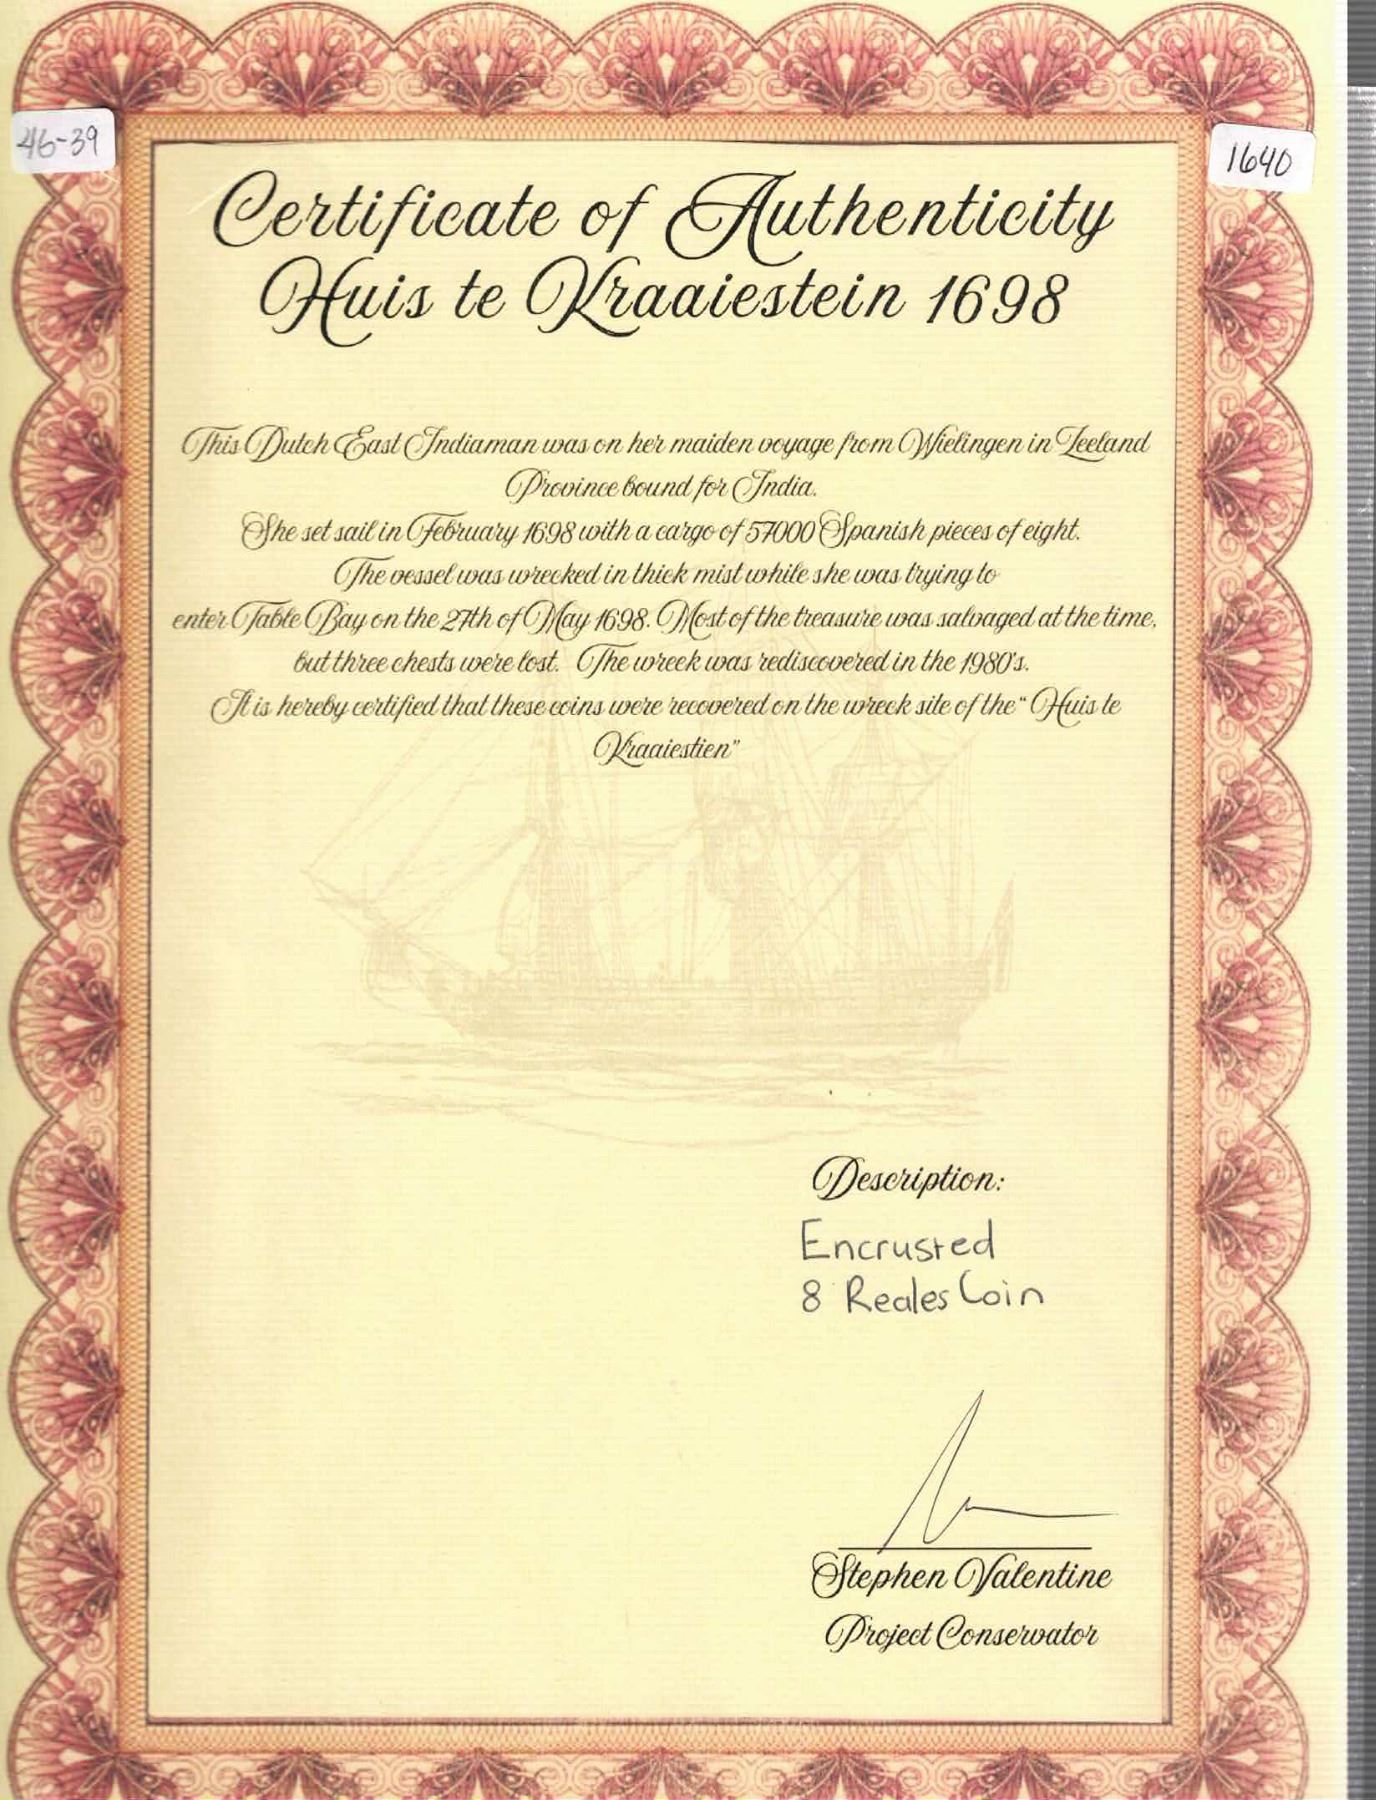 46-39
1640
Certificate of Authenticity
Huis te Kraaiestein 1698
This Dutch East Indiaman was on her maiden voyage from Wielingen in Zeeland
Province bound for India.
She set sail in February 1698 with a cargo of 57000 Spanish pieces of eight.
The vessel was wrecked in thick mist while she was trying to
enter Table Bay on the 27th of May 1698. Most of the treasure was salvaged at the time,
but three chests were lost. The wreck was rediscovered in the 1980's.
It is hereby certified that these coins were recovered on the wreck site of the “ Huis te
Kraaiestien”
Description:
Encrusted
8 Reales Coin
Stephen Valentine
Project Conservator